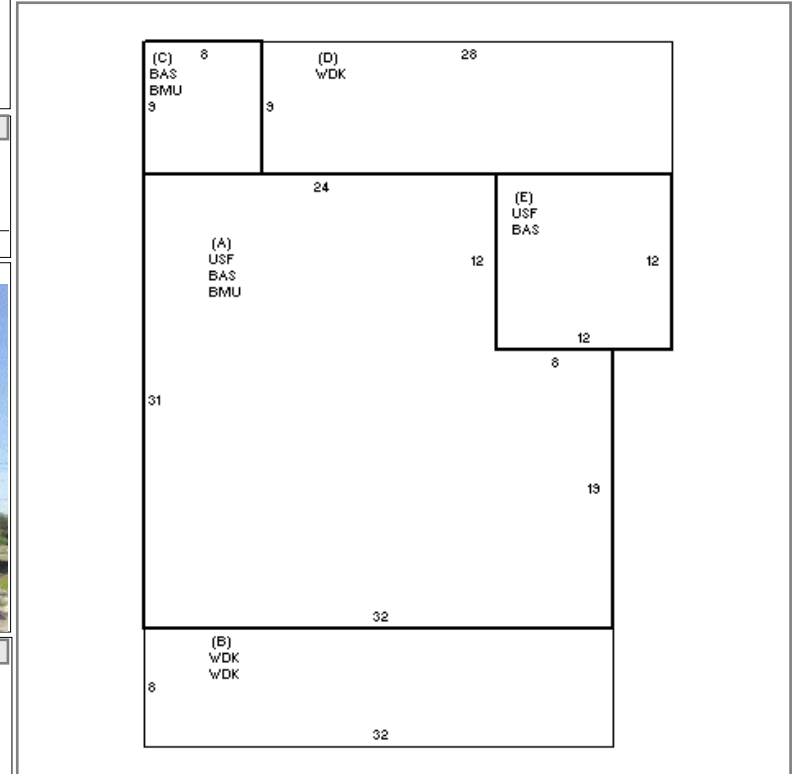 (C) 8
BAS
BMU
9
(D) 28
WDK
9
24
(E)
USF
BAS
(A)
USF
BAS
BMU
12
12
12
8
31
19
32
(B)
WDK
WDK
8
32